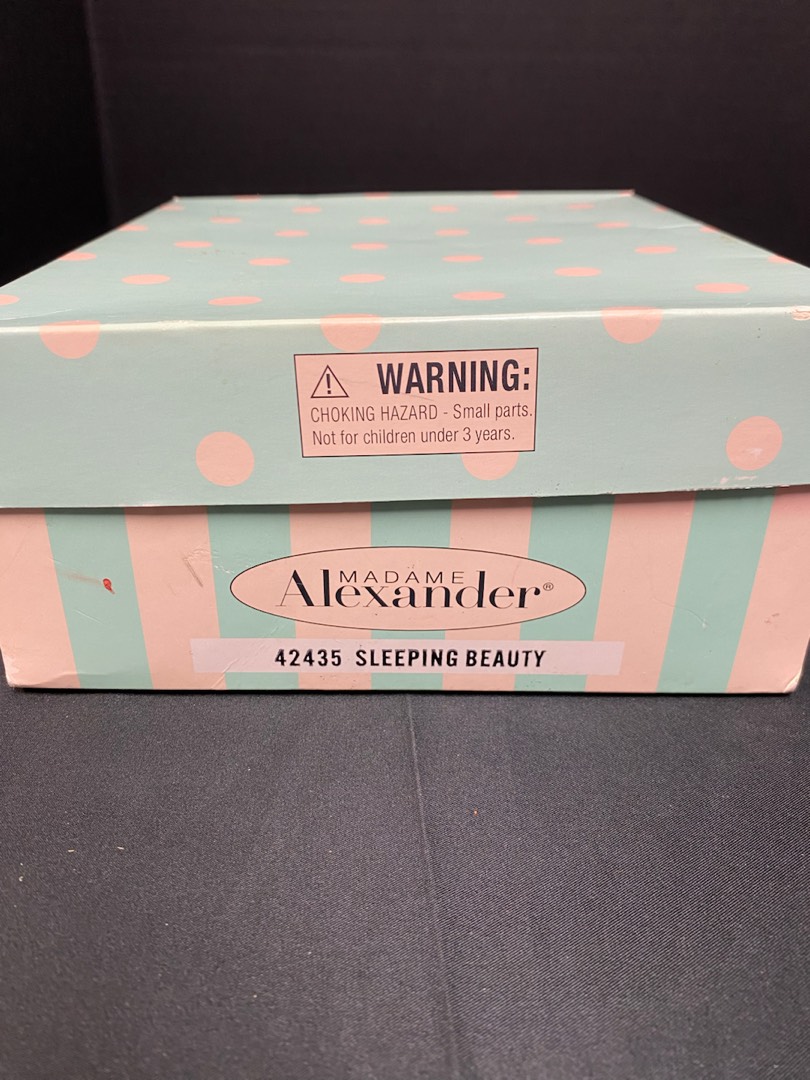 WARNING:
CHOKING HAZARD - Small parts.
Not for children under 3 years.
MADAME
Alexander®
42435 SLEEPING BEAUTY